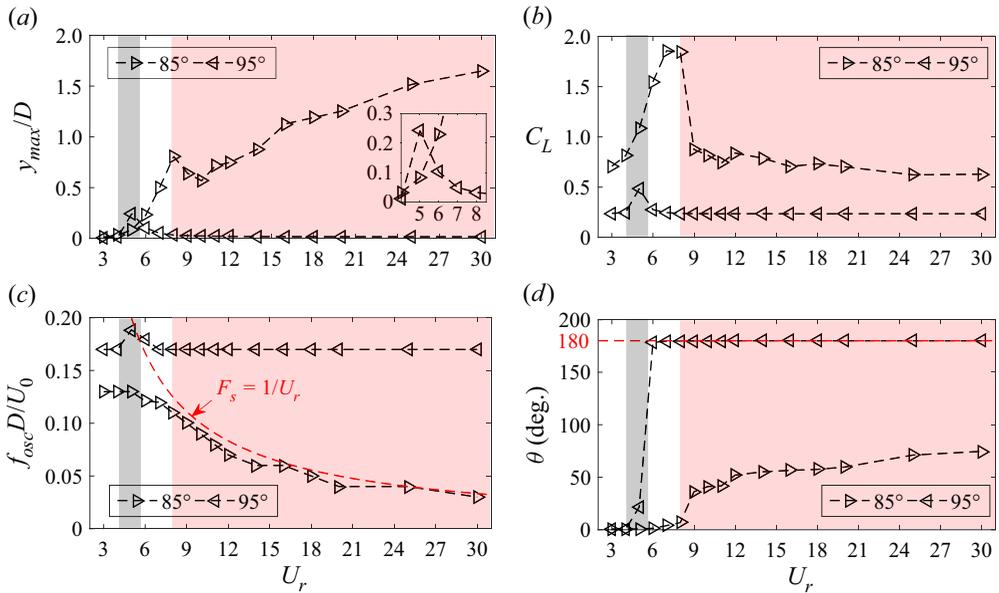 (a)
2.0
1.5
1.0
0.5
0
y_max/D
85° 95°
0.3
0.2
0.1
0
5 6 7 8
3 6 9 12 15 18 21 24 27 30
(b)
2.0
1.5
1.0
0.5
0
C_L
85° 95°
3 6 9 12 15 18 21 24 27 30
(c)
0.20
0.15
0.10
0.05
0
f_osc D/U_0
F_s = 1/U_r
85° 95°
3 6 9 12 15 18 21 24 27 30
U_r
(d)
200
180
150
100
50
0
θ (deg.)
85° 95°
3 6 9 12 15 18 21 24 27 30
U_r